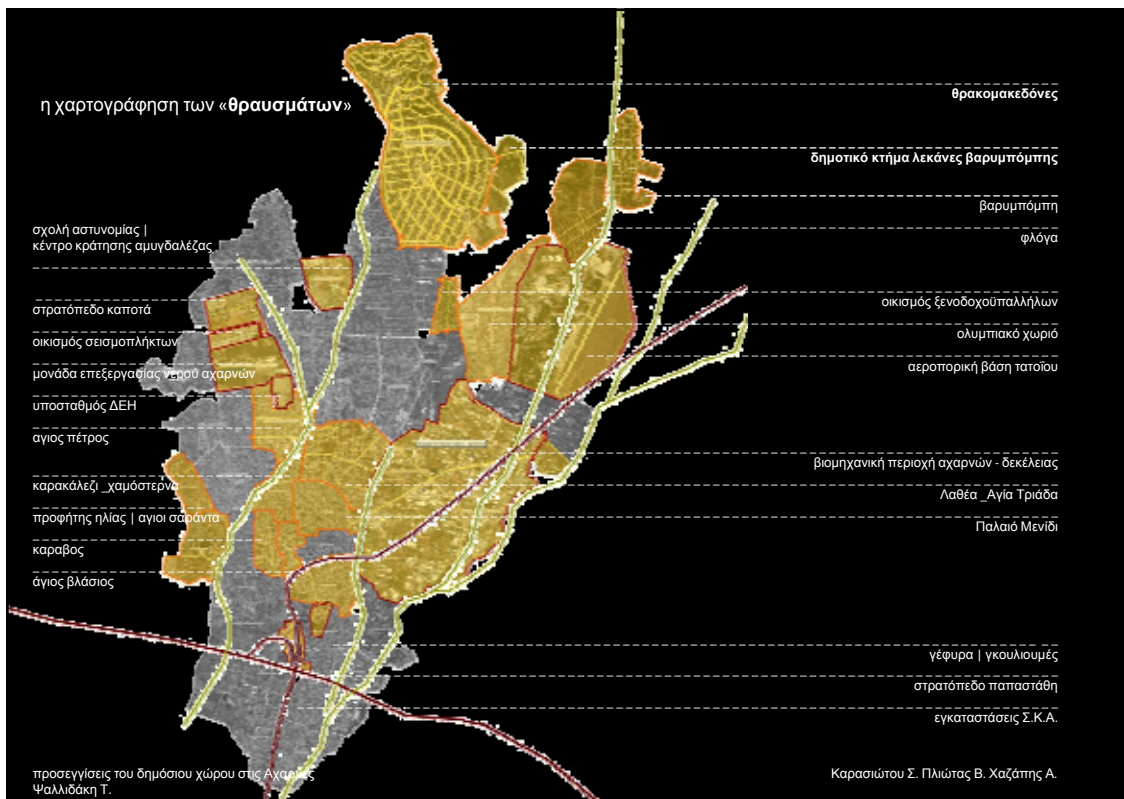 η χαρτογράφηση των «θραυσμάτων»
θρακομακεδόνες
δημοτικό κτήμα λεκάνες βαρυμπόμπης
βαρυμπόμπη
φλόγα
οικισμός ξενοδοχοϋπαλλήλων
ολυμπιακό χωριό
αεροπορική βάση τατοΐου
βιομηχανική περιοχή αχαρνών - δεκέλειας
Λαθέα _Αγία Τριάδα
Παλαιό Μενίδι
γέφυρα | γκουλιουμές
στρατόπεδο παπαστάθη
εγκαταστάσεις Σ.Κ.Α.
σχολή αστυνομίας |
κέντρο κράτησης αμυγδαλέζας
στρατόπεδο καποτά
οικισμός σεισμοπλήκτων
μονάδα επεξεργασίας νερού αχαρνών
υποσταθμός ΔΕΗ
αγιος πέτρος
καρακάλεζι _χαμόστερνα
προφήτης ηλίας | αγιοι σαράντα
καραβος
άγιος βλάσιος
προσεγγίσεις του δημόσιου χώρου στις Αχαρνές
Ψαλλιδάκη Τ.
Καρασιώτου Σ. Πλιώτας Β. Χαζάπης Α.